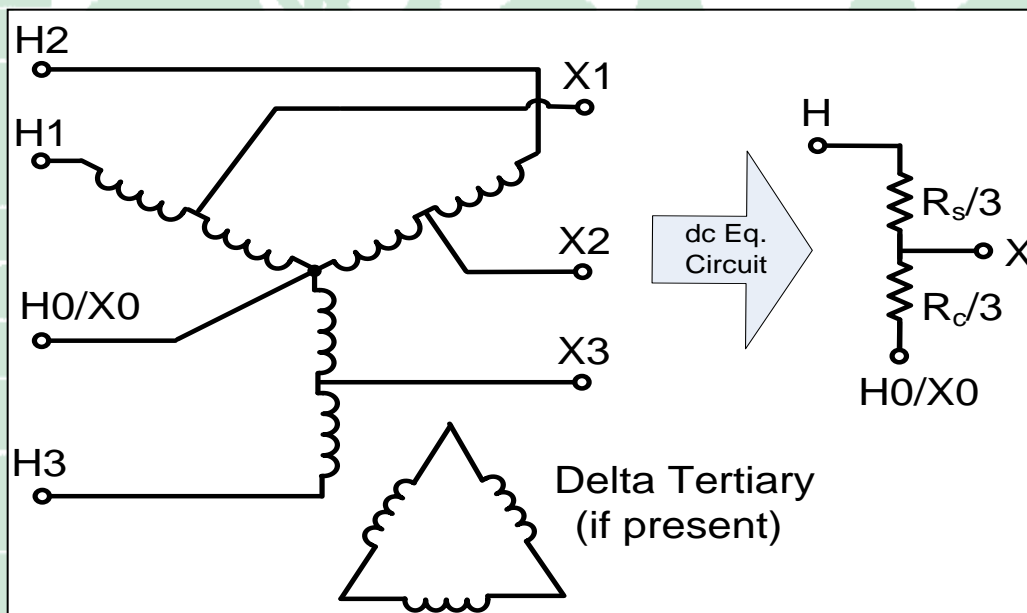 H2
X1
H1
X2
H0/X0
X3
H3
Delta Tertiary
(if present)
dc Eq.
Circuit
H
Rs/3
X
Rc/3
H0/X0